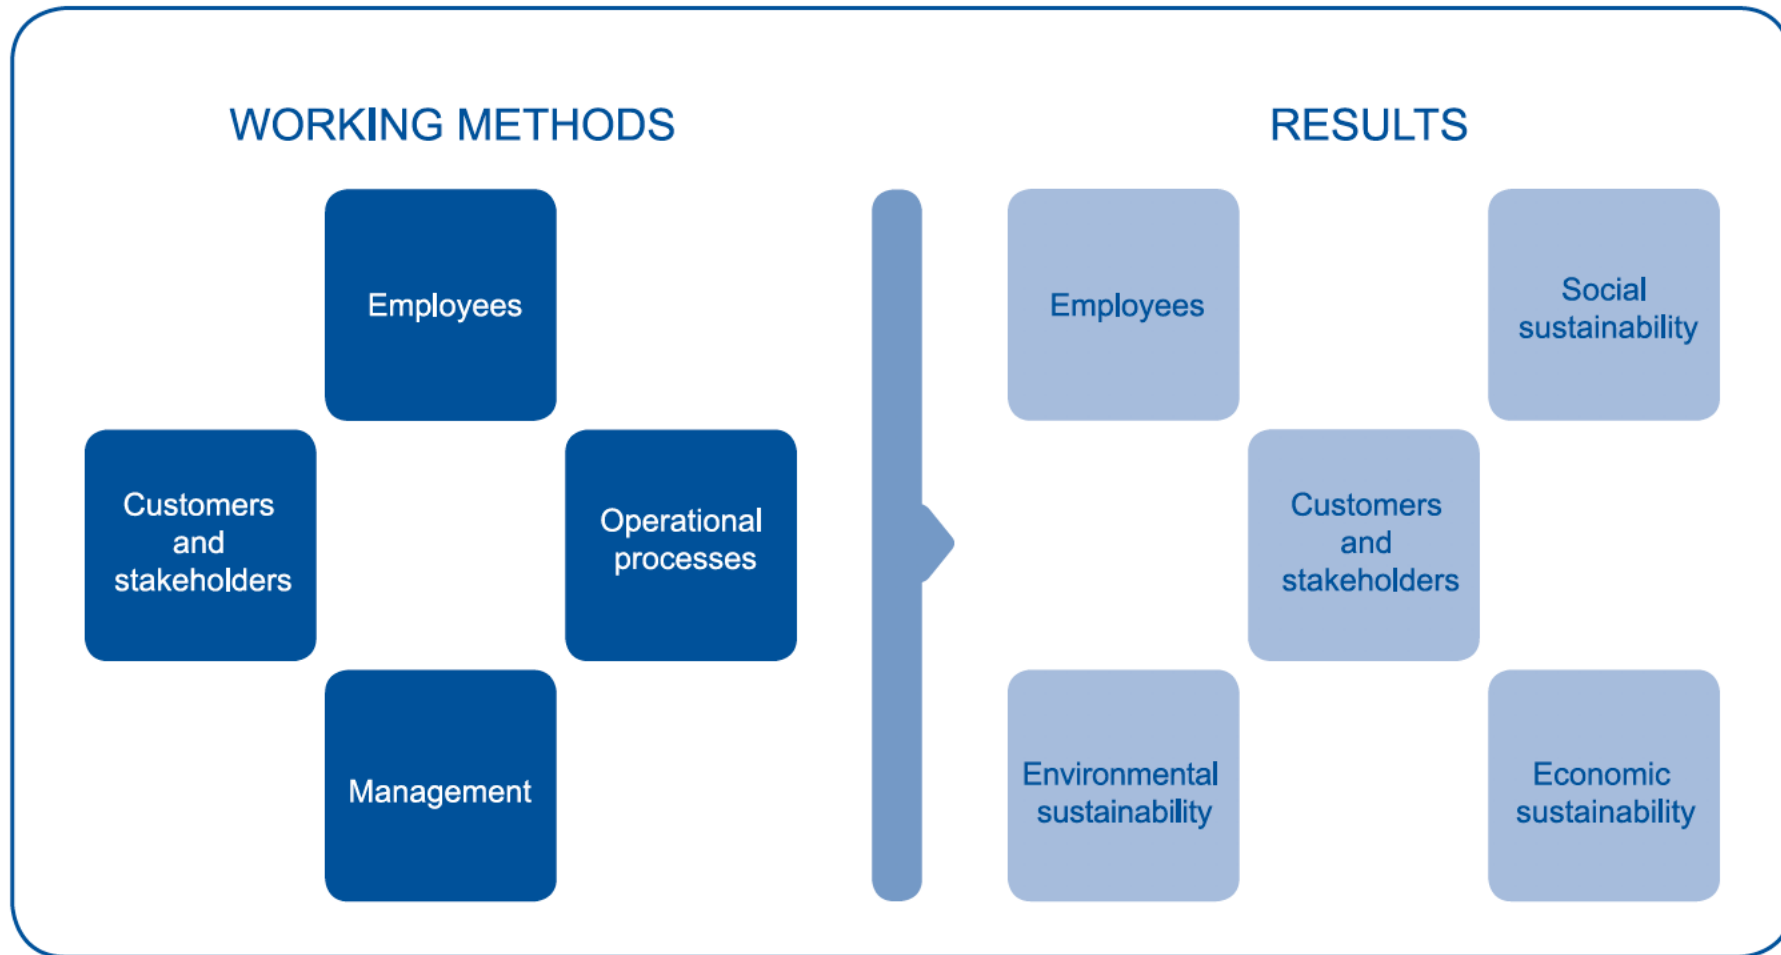 WORKING METHODS
Employees
Customers
and
stakeholders
Operational
processes
Management
RESULTS
Employees
Social
sustainability
Customers
and
stakeholders
Environmental
sustainability
Economic
sustainability